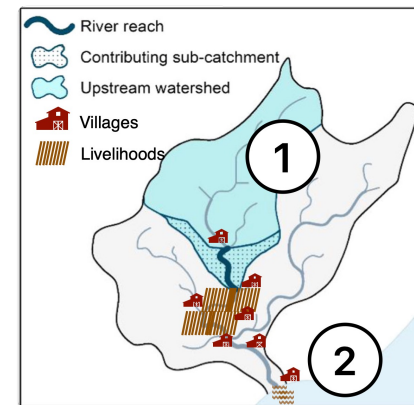 River reach
Contributing sub-catchment
Upstream watershed
Villages
Livelihoods
1
2